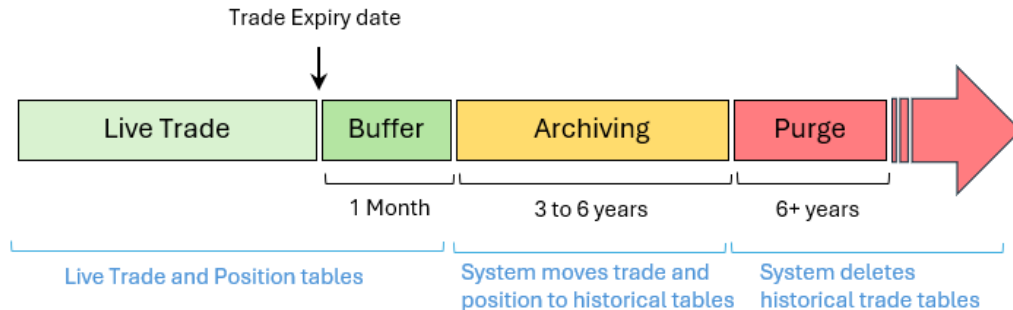 Trade Expiry date
Live Trade
Buffer
Archiving
Purge
1 Month
3 to 6 years
6+ years
Live Trade and Position tables
System moves trade and
position to historical tables
System deletes
historical trade tables